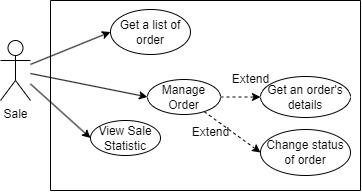 Get a list of
order
Manage
Order
Extend
Get an order's
details
Sale
View Sale
Statistic
Extend
Change status
of order